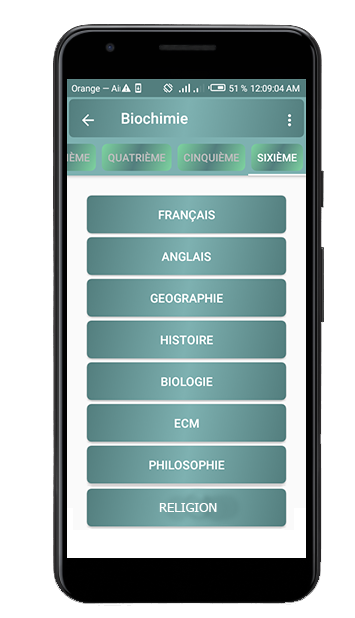 Orange — Ai 51 % 12:09:04 AM
Biochimie
IÈME QUATRIÈME CINQUIÈME SIXIÈME
FRANÇAIS
ANGLAIS
GEOGRAPHIE
HISTOIRE
BIOLOGIE
ECM
PHILOSOPHIE
RELIGION